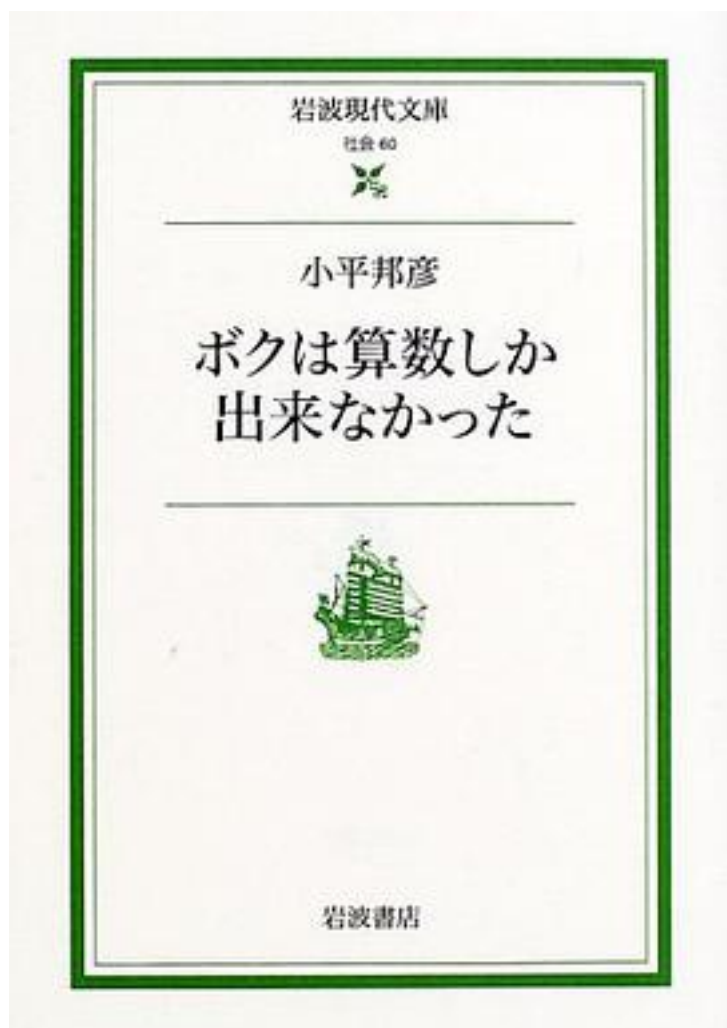 岩波現代文庫
社会 60
小平邦彦
ボクは算数しか
出来なかった
岩波書店